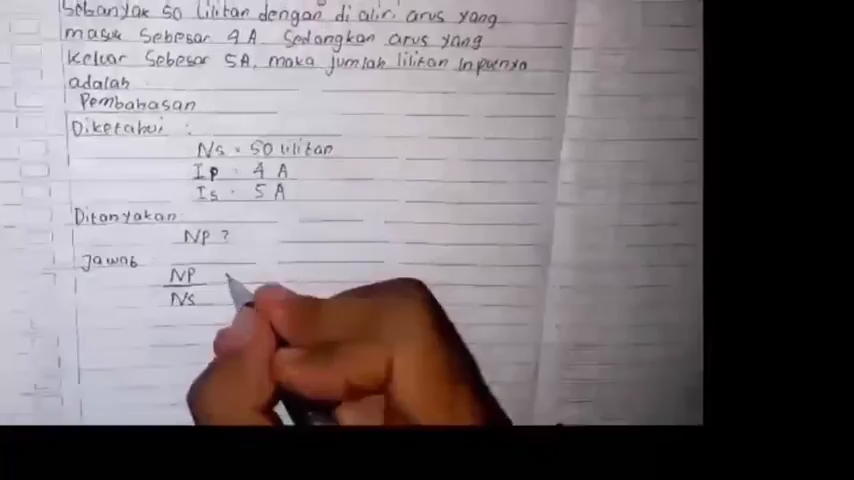 Sebanyak 50 Lilitan dengan di aliri arus yang
masuk Sebesar 4A Sedangkan arus yang
Keluar Sebesar 5A, maka jumlah lilitan Inputnya
adalah
Pembahasan
Diketahui :
Ns = 50 lilitan
Ip = 4 A
Is = 5 A
Ditanyakan
NP ?
Jawab
NP
Ns